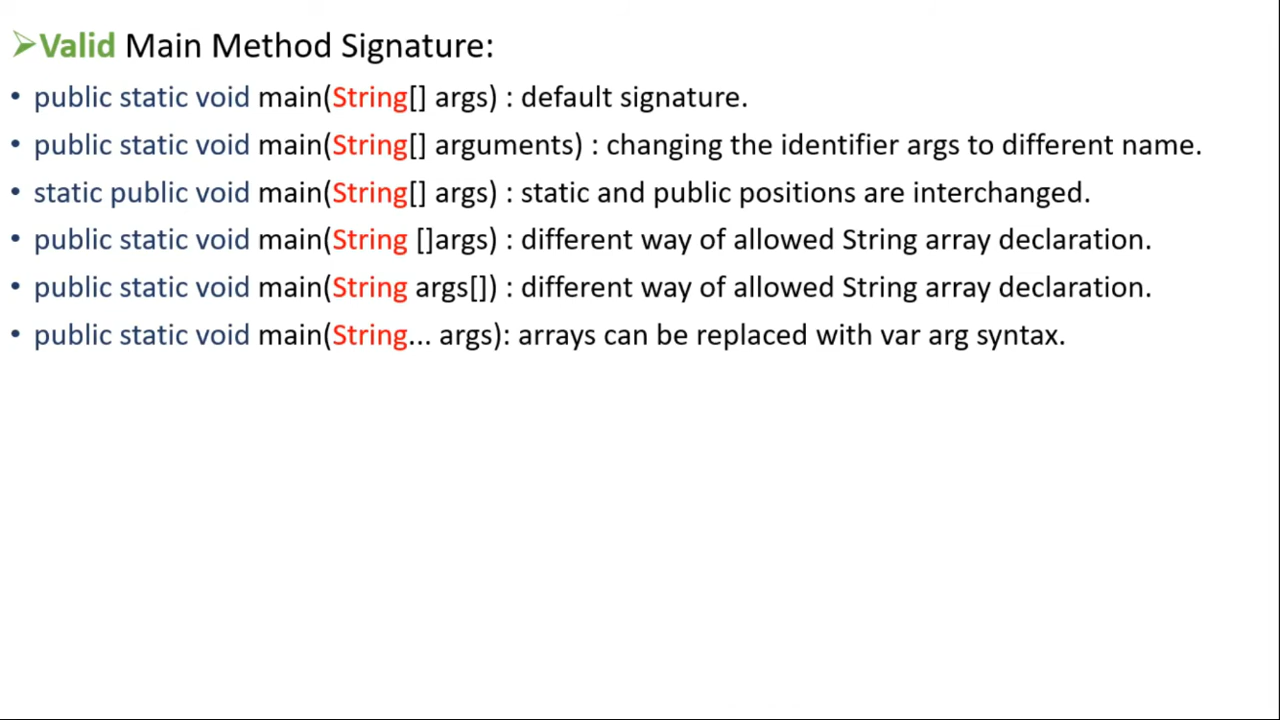 Valid Main Method Signature:
public static void main(String[] args) : default signature.
public static void main(String[] arguments) : changing the identifier args to different name.
static public void main(String[] args) : static and public positions are interchanged.
public static void main(String []args) : different way of allowed String array declaration.
public static void main(String args[]) : different way of allowed String array declaration.
public static void main(String... args): arrays can be replaced with var arg syntax.